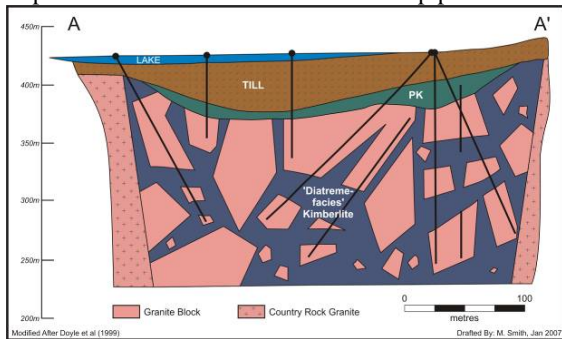 A
A'
450m
LAKE
TILL
400m
PK
350m
'Diatreme-
facies'
Kimberlite
300m
250m
0
100
Granite Block
Country Rock Granite
metres
200m
Modified After Doyle et al (1999)
Drafted By: M. Smith, Jan 2007